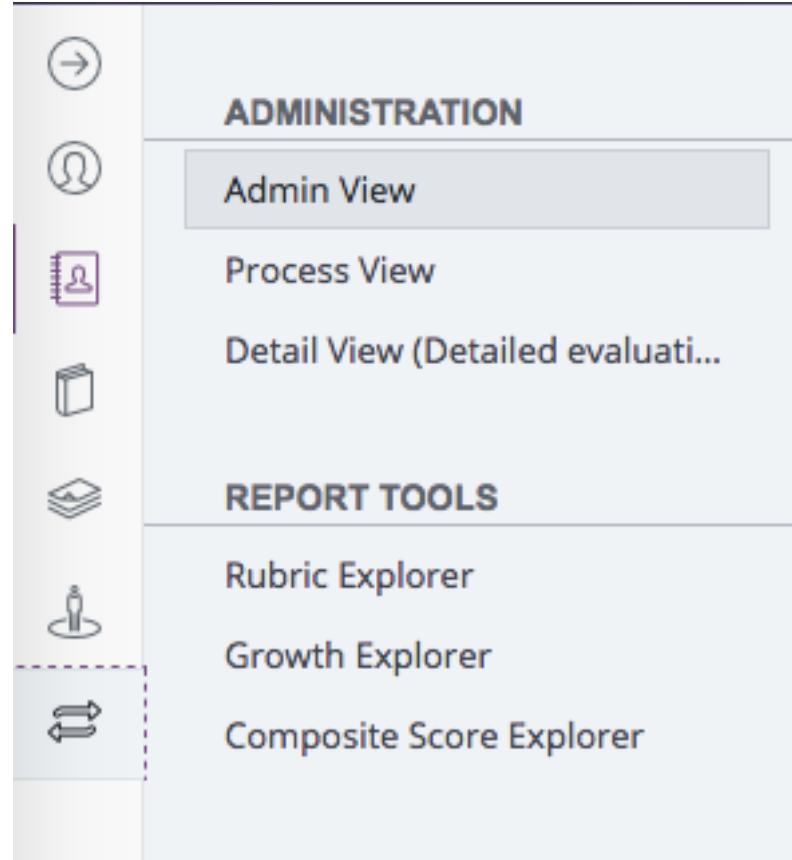 ADMINISTRATION
Admin View
Process View
Detail View (Detailed evaluati...
REPORT TOOLS
Rubric Explorer
Growth Explorer
Composite Score Explorer